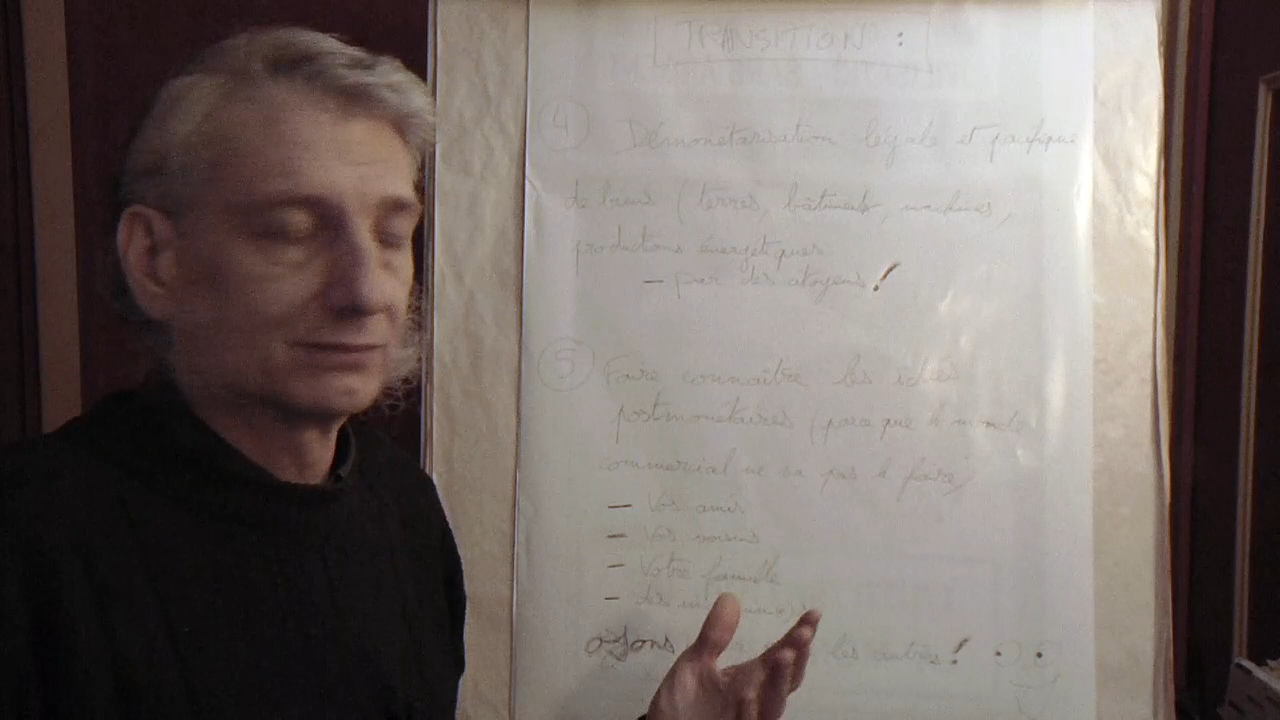 TRANSITION :
4 Démonétarisation légale et pacifique
de biens (terres, bâtiments, machines,
productions énergétiques
– par des citoyens !
5 Faire connaître les idées
postmonétaires (parce que le monde
commercial ne va pas le faire)
– Vos amis
– Vos voisins
– Votre famille
– des
osons les autres !